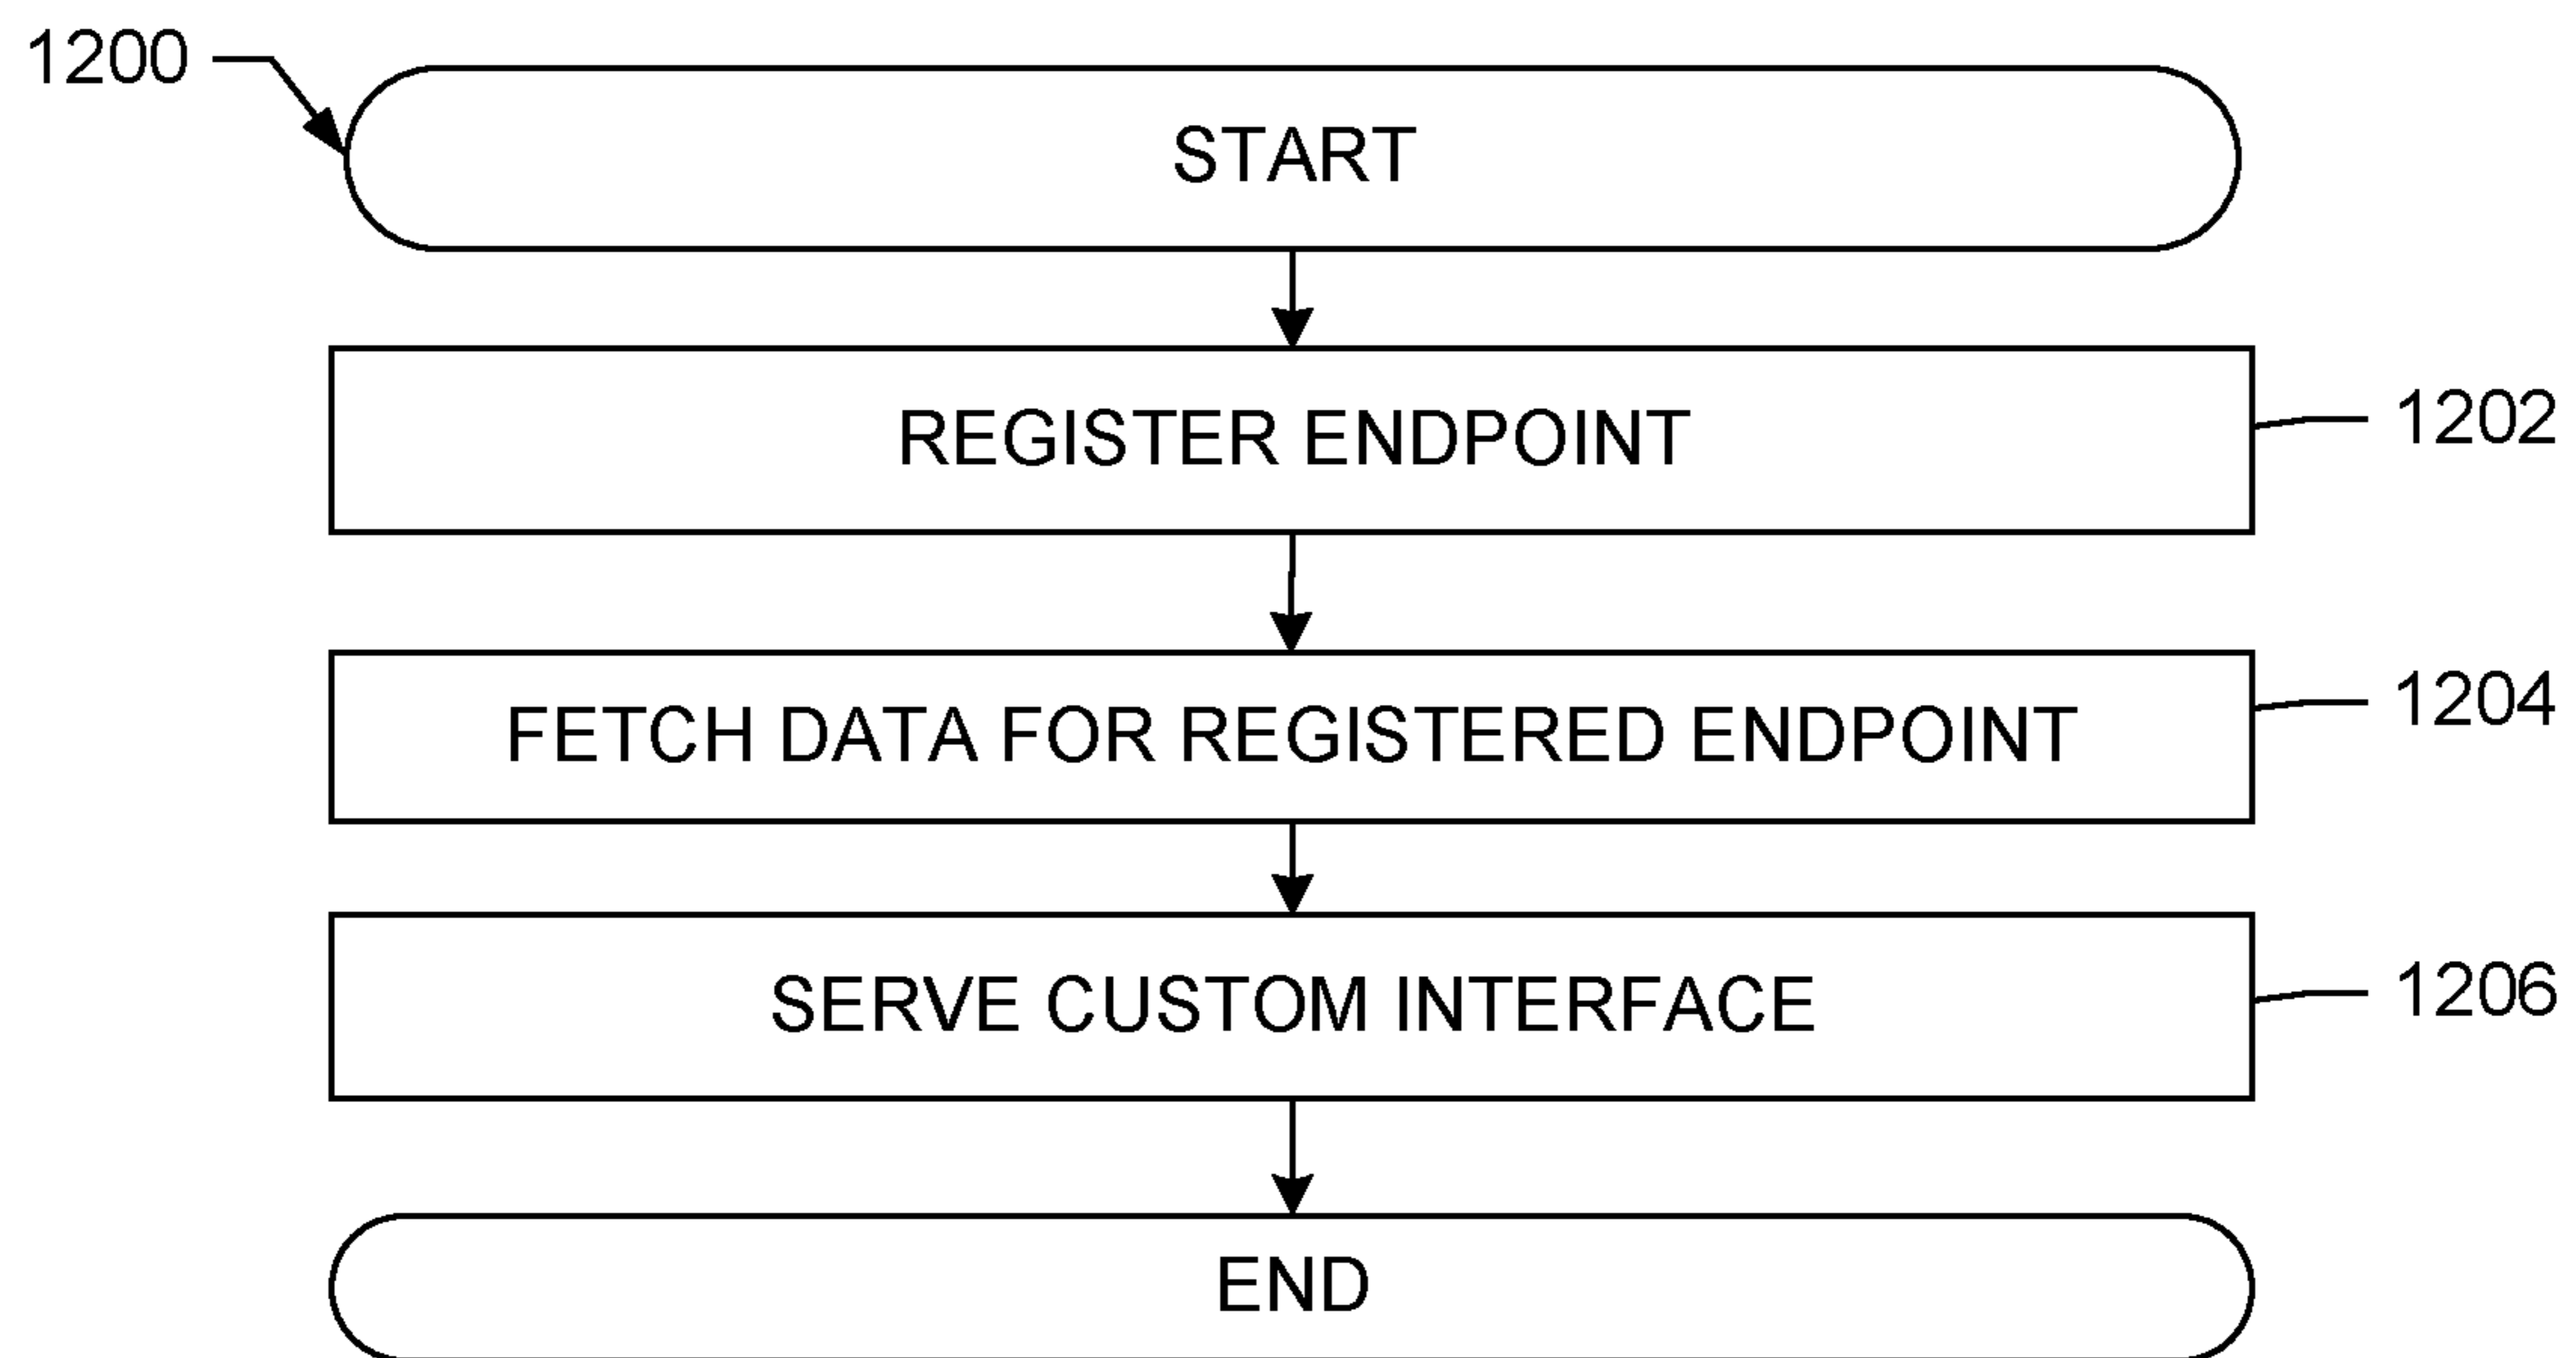 1200
START
REGISTER ENDPOINT
1202
FETCH DATA FOR REGISTERED ENDPOINT
1204
SERVE CUSTOM INTERFACE
1206
END